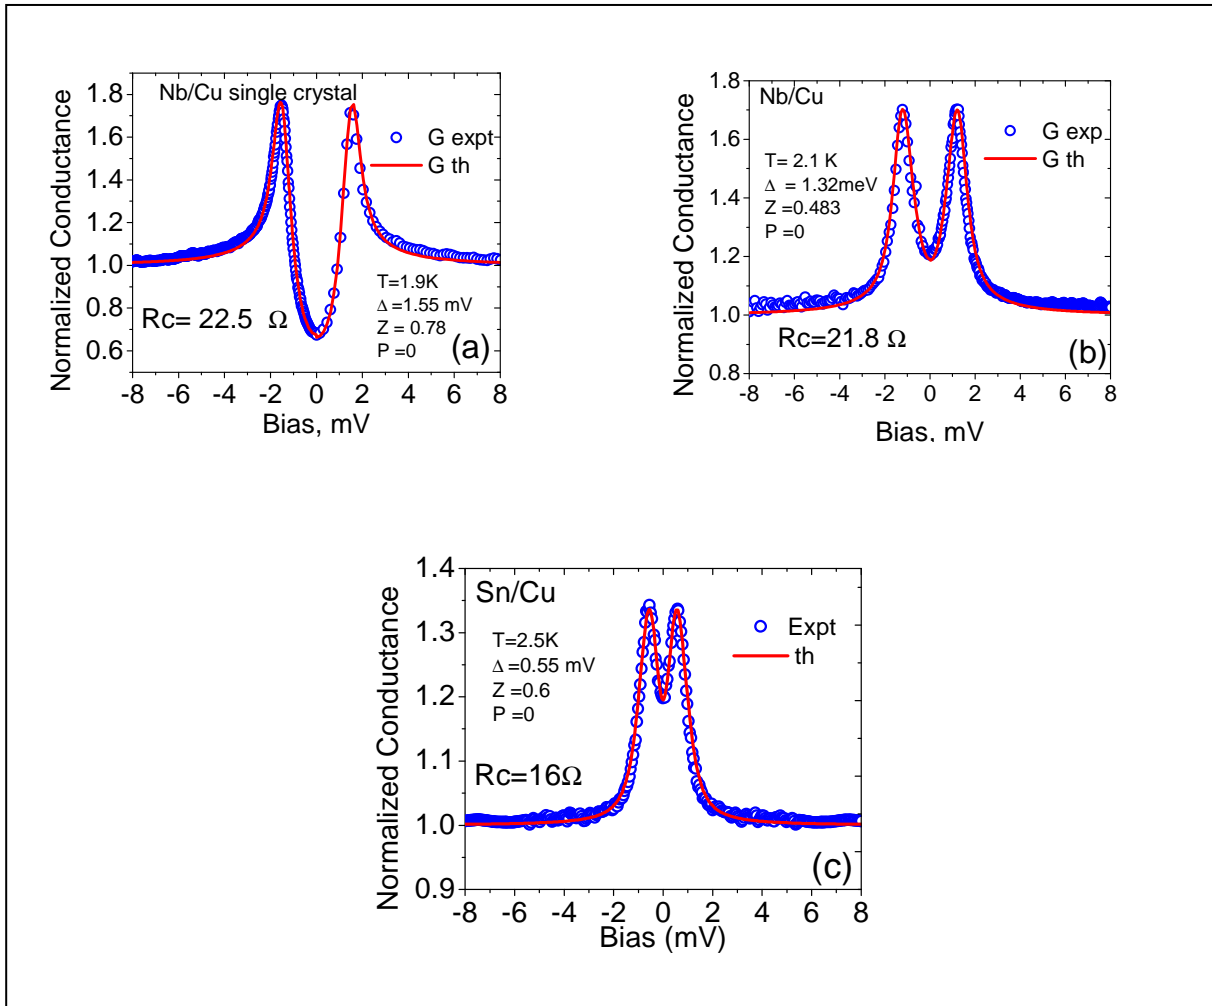 Nb/Cu single crystal
G expt
G th
T=1.9K
Δ=1.55 mV
Z = 0.78
P =0
Rc= 22.5 Ω
(a)
Normalized Conductance
1.8
1.6
1.4
1.2
1.0
0.8
0.6
-8 -6 -4 -2 0 2 4 6 8
Bias, mV
Nb/Cu
G exp
G th
T= 2.1 K
Δ = 1.32meV
Z =0.483
P =0
Rc=21.8 Ω
(b)
Normalized Conductance
1.8
1.6
1.4
1.2
1.0
0.8
-8 -6 -4 -2 0 2 4 6 8
Bias, mV
Sn/Cu
Expt
th
T=2.5K
Δ=0.55 mV
Z =0.6
P =0
Rc=16Ω
(c)
Normalized Conductance
1.4
1.3
1.2
1.1
1.0
0.9
-8 -6 -4 -2 0 2 4 6 8
Bias (mV)